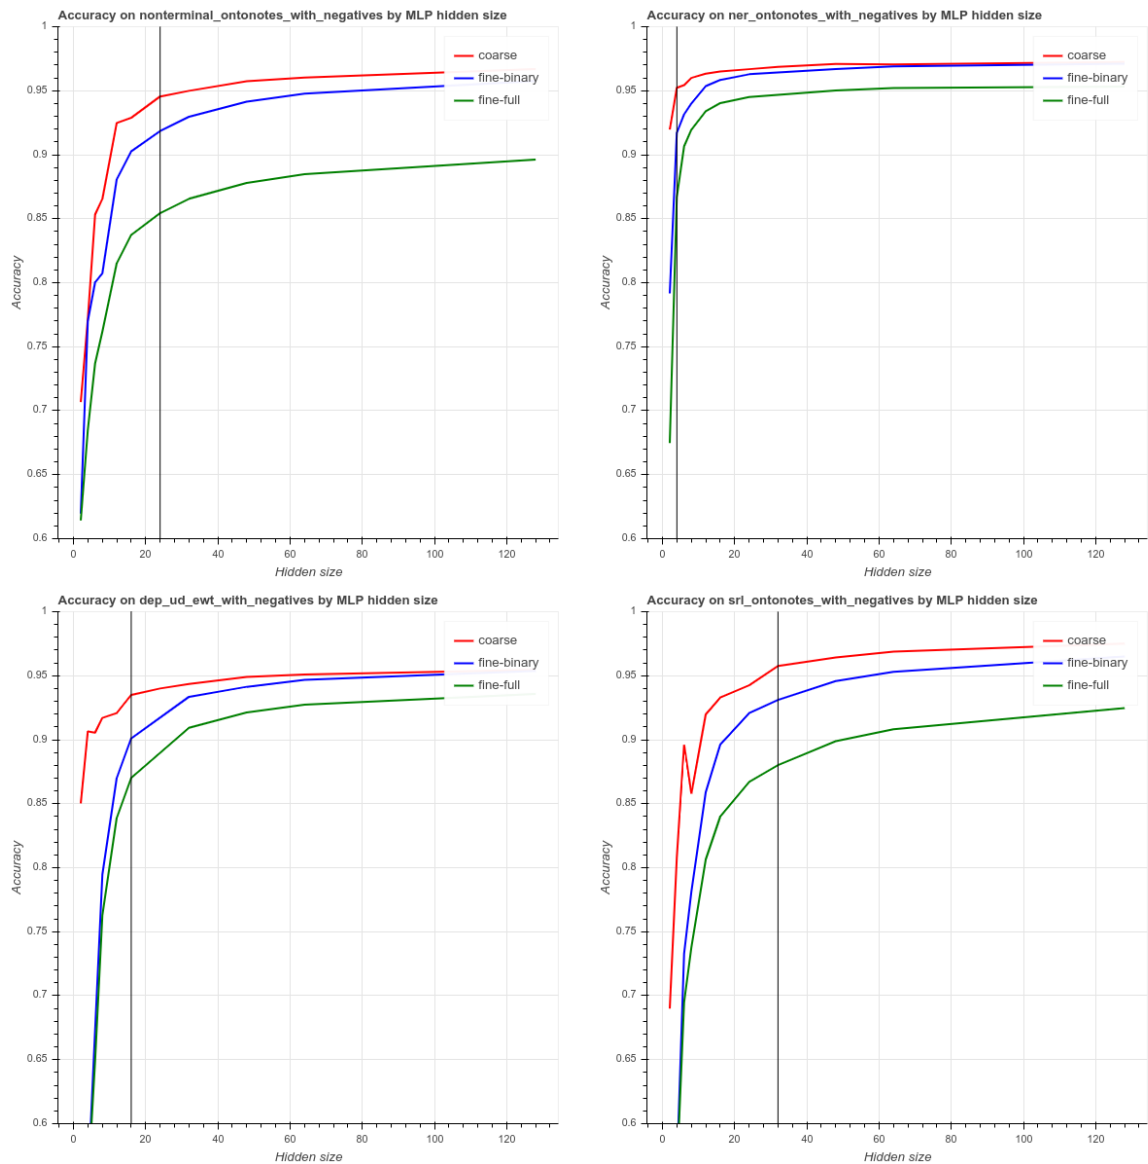 Accuracy on nonterminal_ontonotes_with_negatives by MLP hidden size
1
0.95
0.9
0.85
0.8
0.75
0.7
0.65
0.6
Accuracy
coarse
fine-binary
fine-full
0
20
40
60
80
100
120
Hidden size
Accuracy on ner_ontonotes_with_negatives by MLP hidden size
1
0.95
0.9
0.85
0.8
0.75
0.7
0.65
0.6
Accuracy
coarse
fine-binary
fine-full
0
20
40
60
80
100
120
Hidden size
Accuracy on dep_ud_ewt_with_negatives by MLP hidden size
1
0.95
0.9
0.85
0.8
0.75
0.7
0.65
0.6
Accuracy
coarse
fine-binary
fine-full
0
20
40
60
80
100
120
Hidden size
Accuracy on srl_ontonotes_with_negatives by MLP hidden size
1
0.95
0.9
0.85
0.8
0.75
0.7
0.65
0.6
Accuracy
coarse
fine-binary
fine-full
0
20
40
60
80
100
120
Hidden size